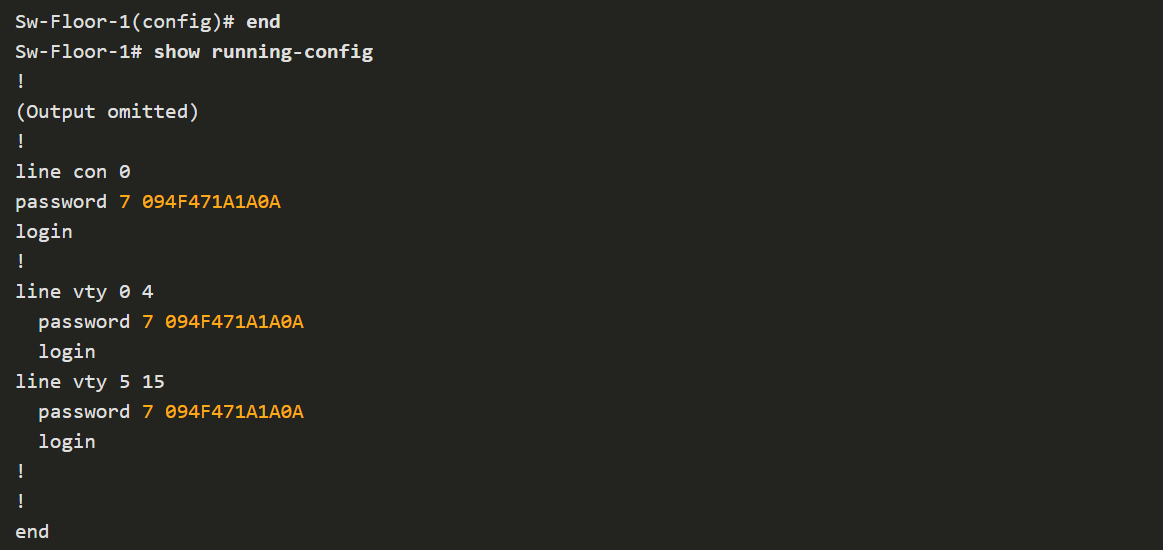 Sw-Floor-1(config)# end
Sw-Floor-1# show running-config
!
(Output omitted)
!
line con 0
password 7 094F471A1A0A
login
!
line vty 0 4
  password 7 094F471A1A0A
  login
line vty 5 15
  password 7 094F471A1A0A
  login
!
!
end